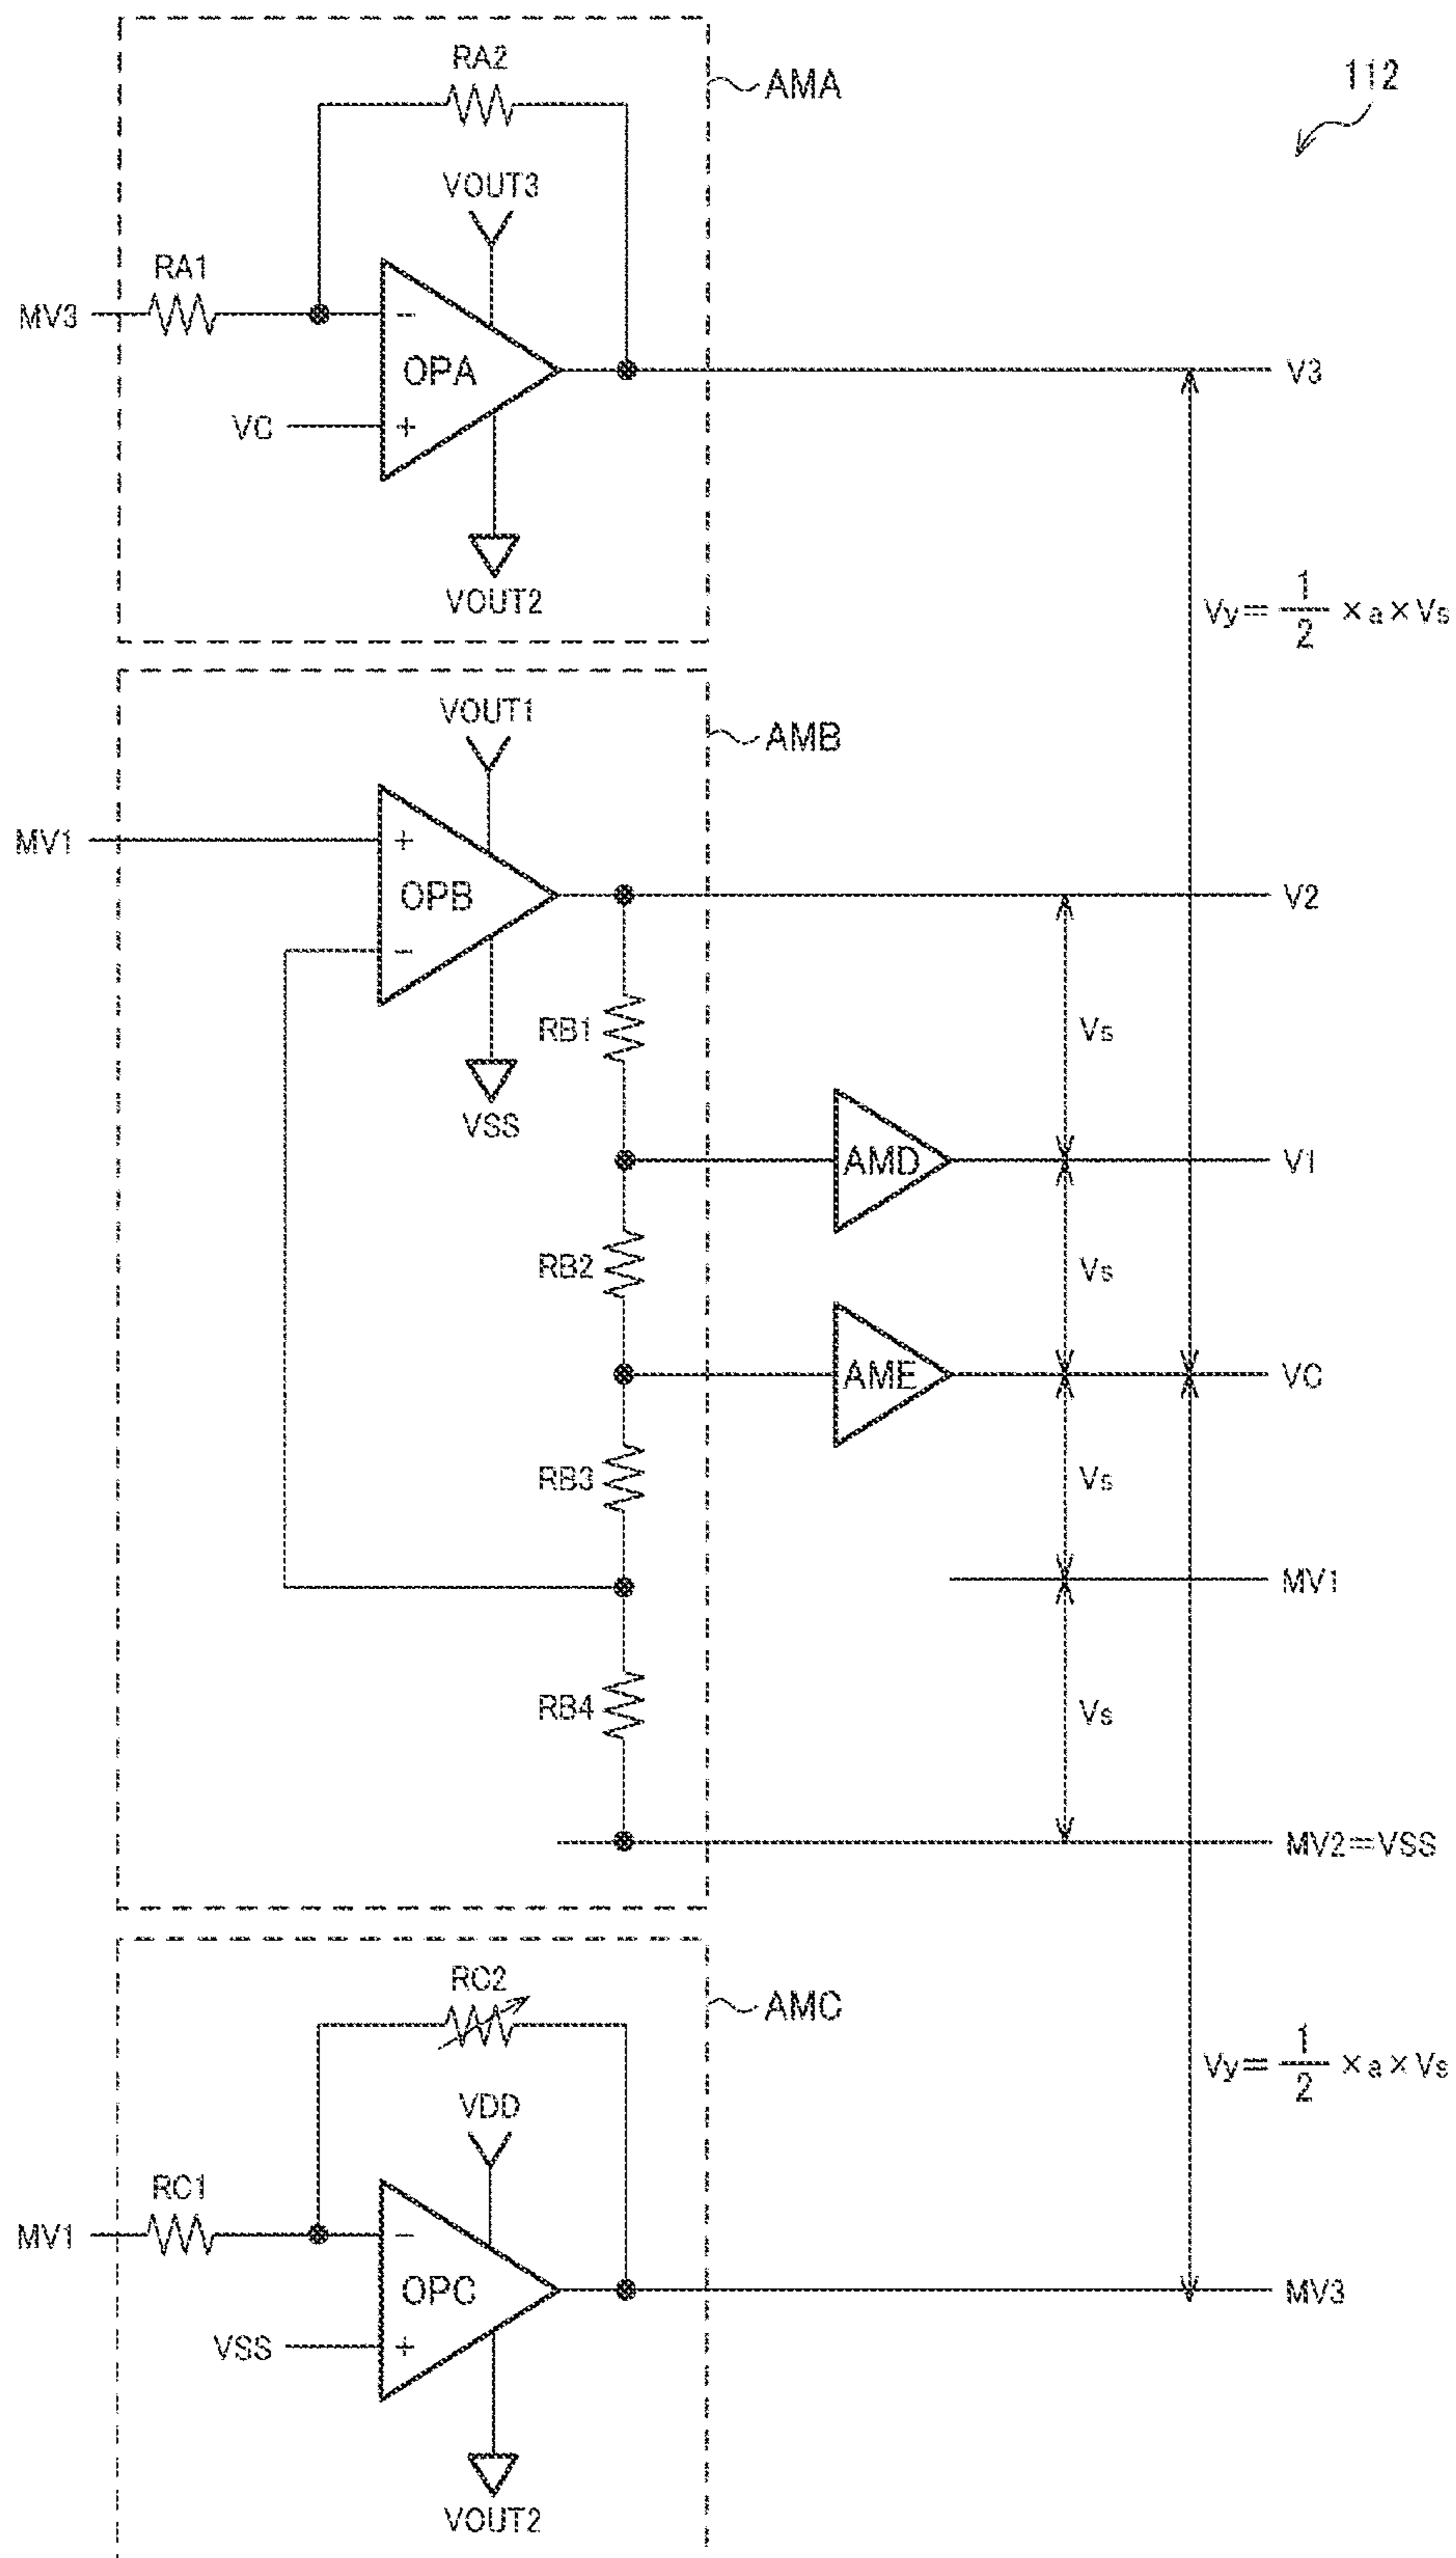 112
AMA
RA2
VOUT3
RA1
MV3
−
OPA
VC
+
VOUT2
V3
Vy= 1/2 ×a×Vs
AMB
VOUT1
MV1
+
OPB
−
V2
RB1
Vs
VSS
AMD
V1
RB2
Vs
AME
VC
RB3
Vs
MV1
RB4
Vs
MV2=VSS
AMC
RC2
Vy= 1/2 ×a×Vs
VDD
RC1
MV1
−
OPC
MV3
VSS
+
VOUT2